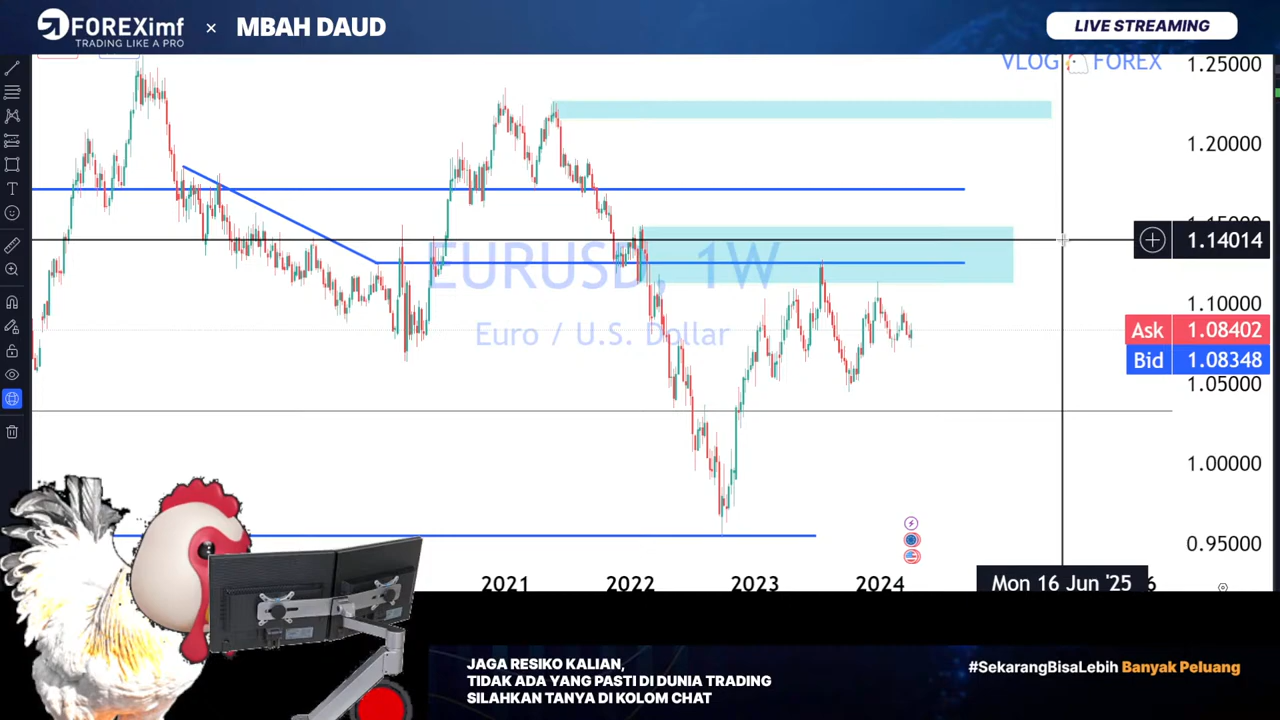 FOREXimf
TRADING LIKE A PRO
×
MBAH DAUD
LIVE STREAMING
VLOG FOREX
1.25000
1.20000
1.14014
EURUSD, 1W
Euro / U.S. Dollar
1.10000
Ask 1.08402
Bid 1.08348
1.05000
1.00000
0.95000
2021 2022 2023 2024 Mon 16 Jun '25
JAGA RESIKO KALIAN,
TIDAK ADA YANG PASTI DI DUNIA TRADING
SILAHKAN TANYA DI KOLOM CHAT
#SekarangBisaLebih Banyak Peluang